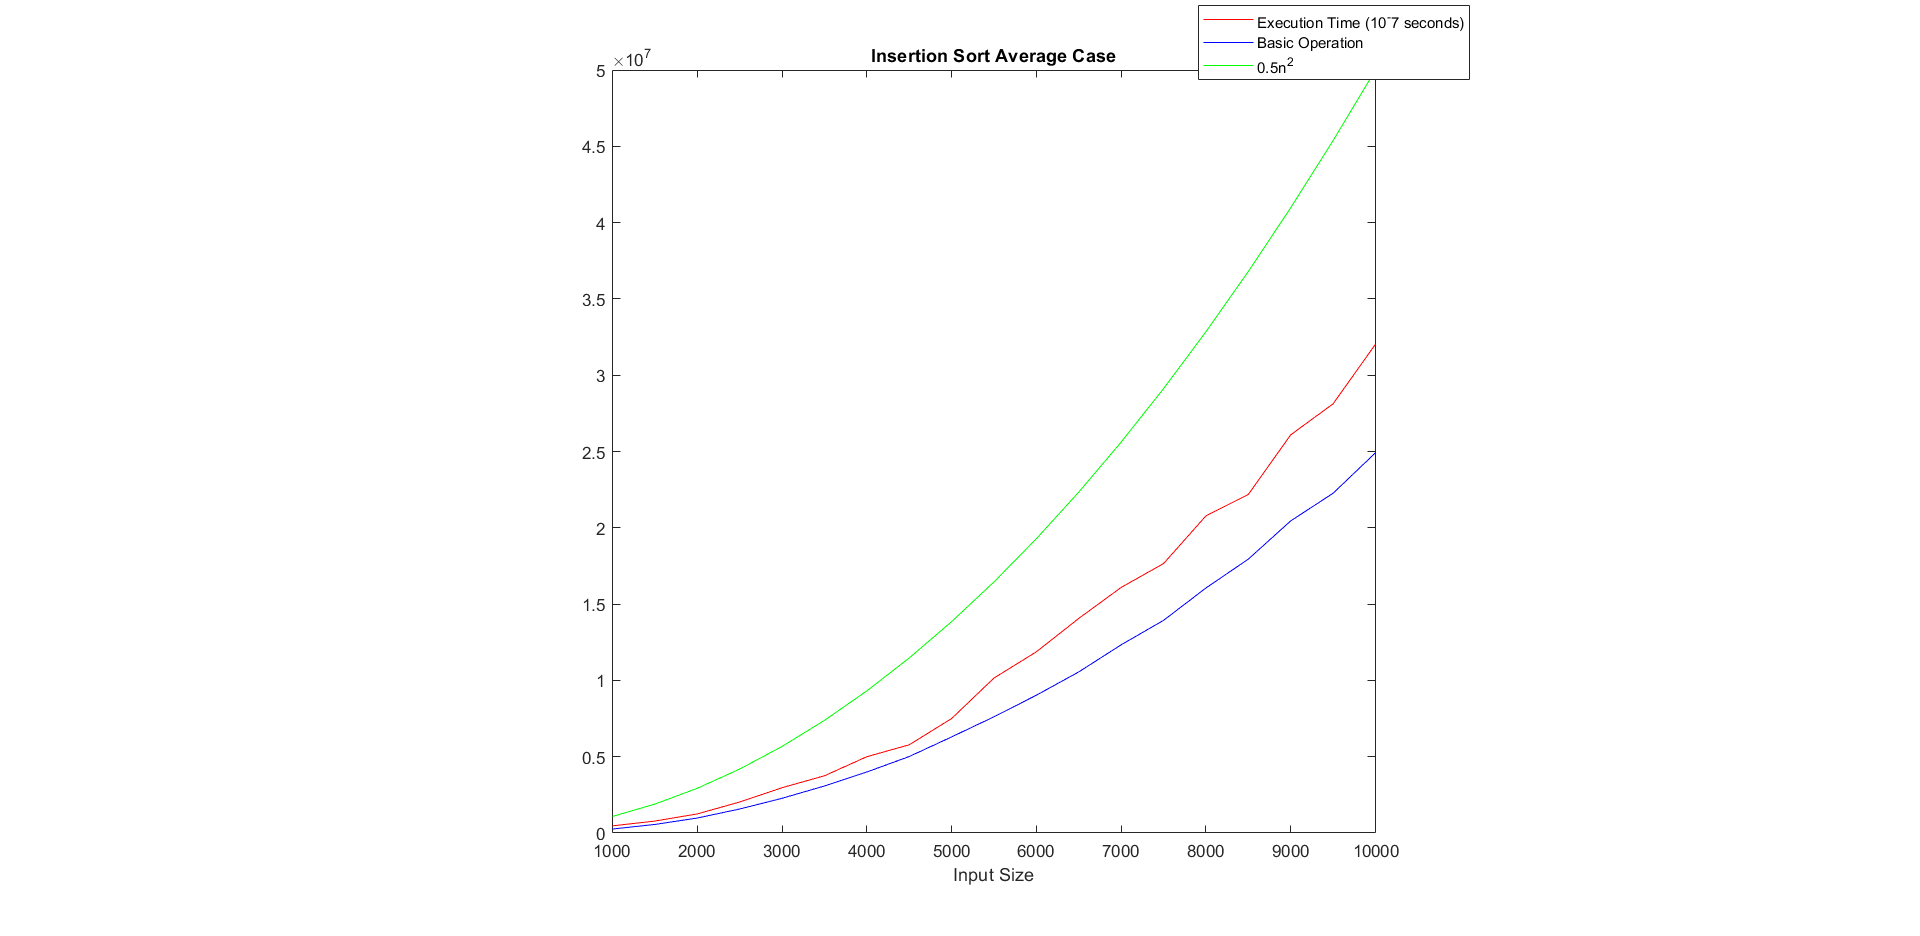 Execution Time (10⁻7 seconds)
Basic Operation
0.5n²
Insertion Sort Average Case
×10⁷
5
4.5
4
3.5
3
2.5
2
1.5
1
0.5
0
1000 2000 3000 4000 5000 6000 7000 8000 9000 10000
Input Size